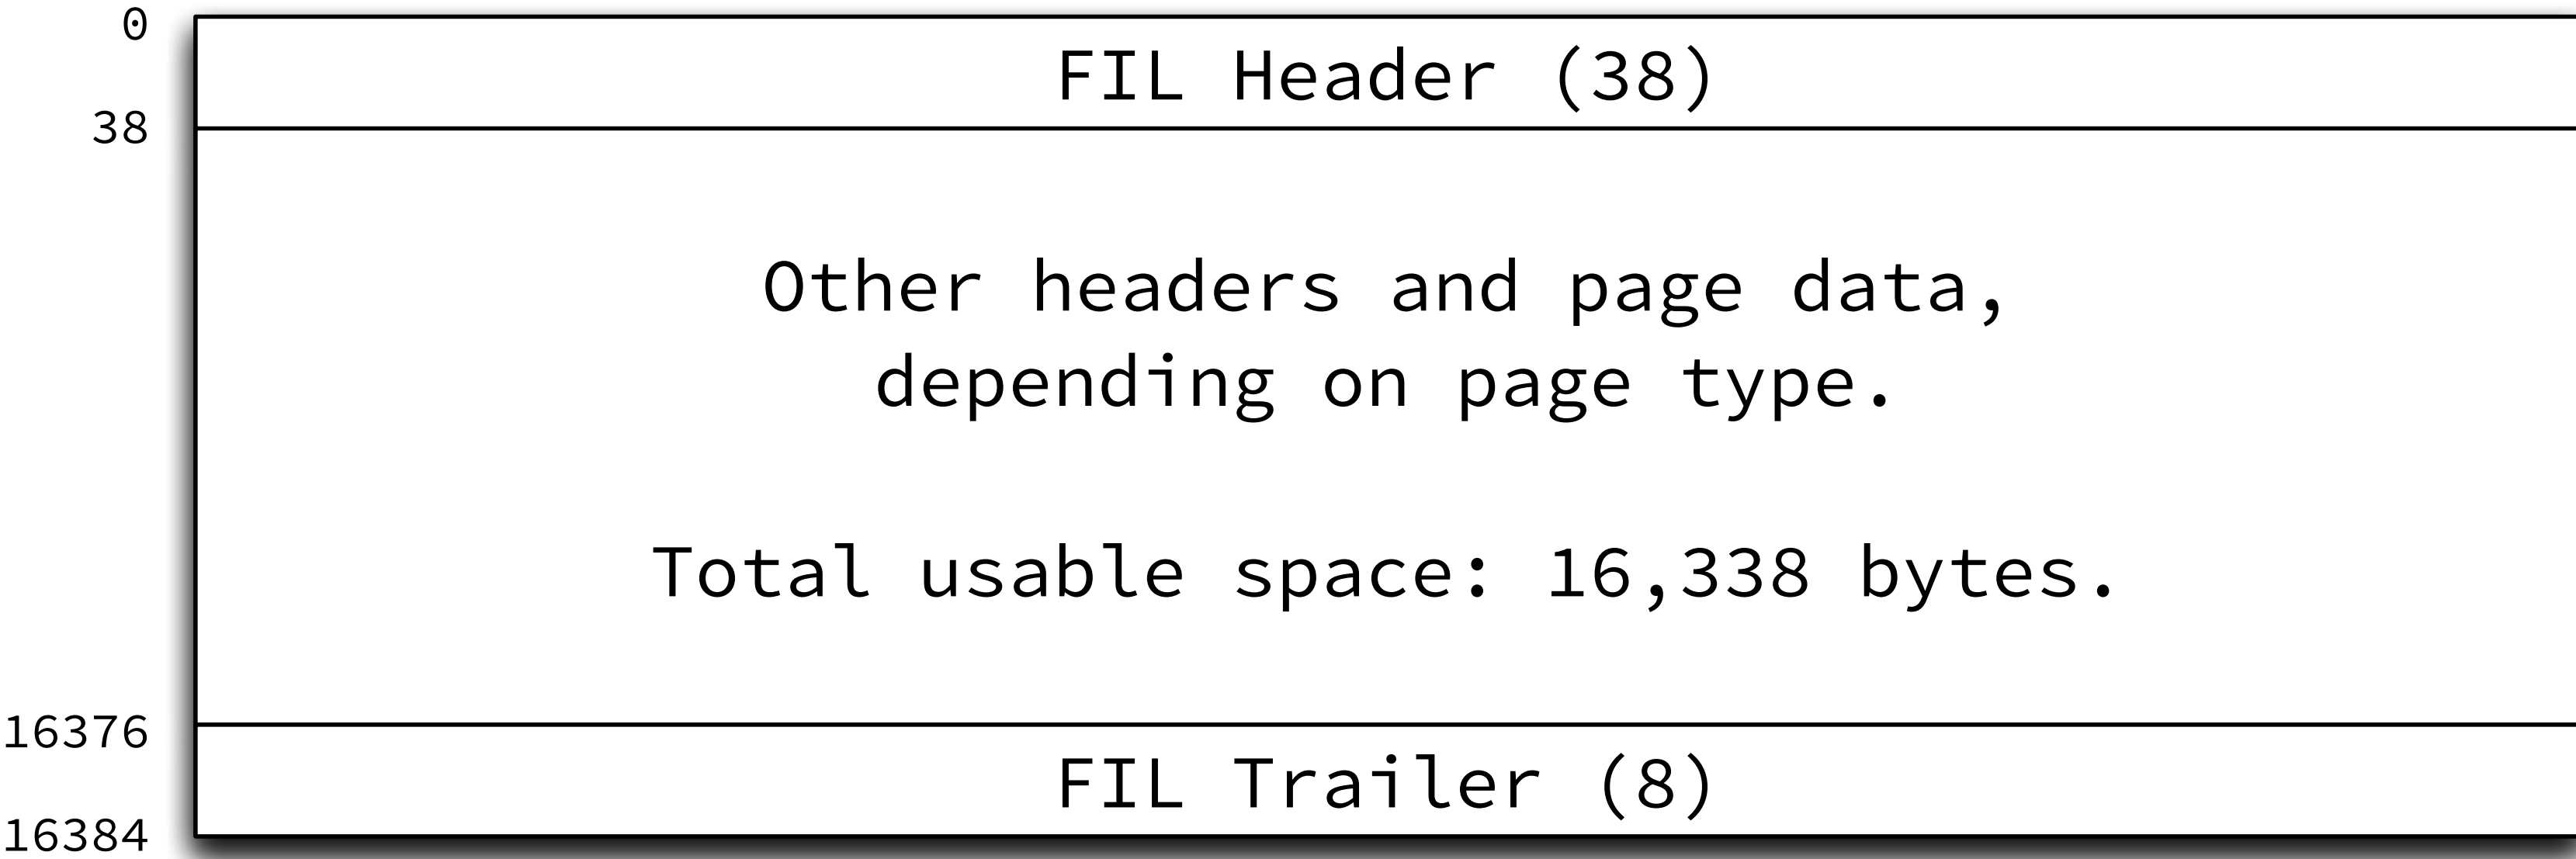 0
FIL Header (38)
38
Other headers and page data,
depending on page type.
Total usable space: 16,338 bytes.
16376
FIL Trailer (8)
16384